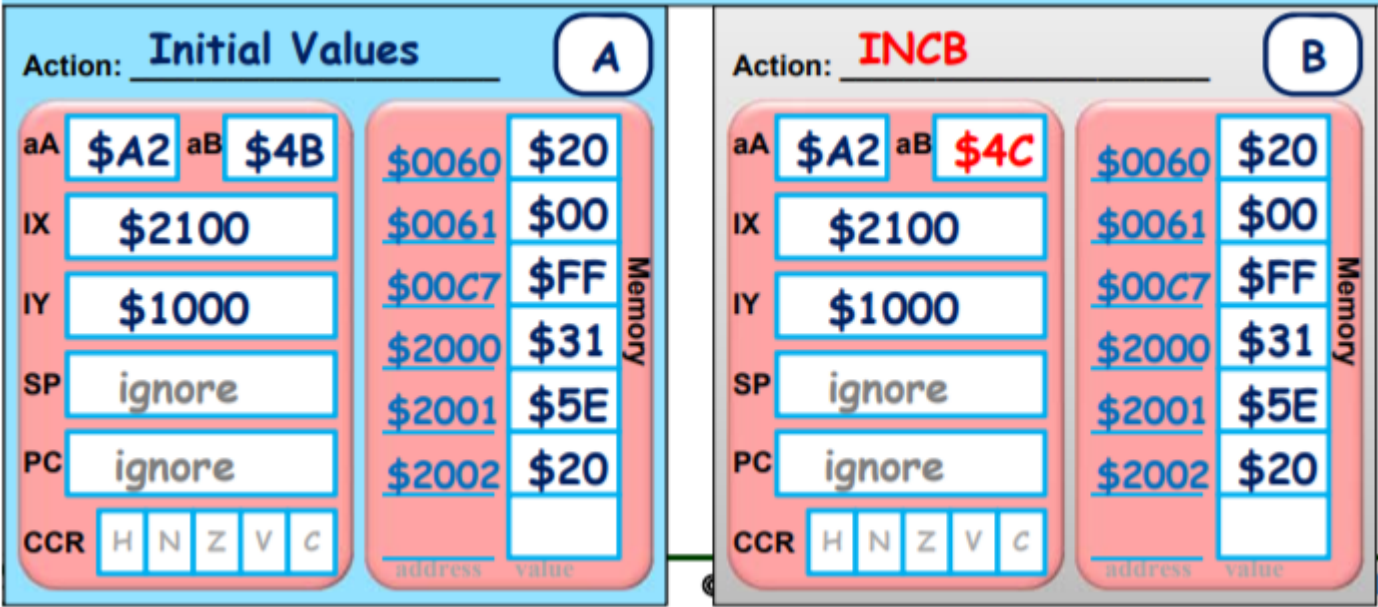 Action: Initial Values A
aA $A2 aB $4B
IX $2100
IY $1000
SP ignore
PC ignore
CCR H N Z V C
$0060 $20
$0061 $00
$00C7 $FF
$2000 $31
$2001 $5E
$2002 $20
address value
Memory
Action: INCB B
aA $A2 aB $4C
IX $2100
IY $1000
SP ignore
PC ignore
CCR H N Z V C
$0060 $20
$0061 $00
$00C7 $FF
$2000 $31
$2001 $5E
$2002 $20
address value
Memory